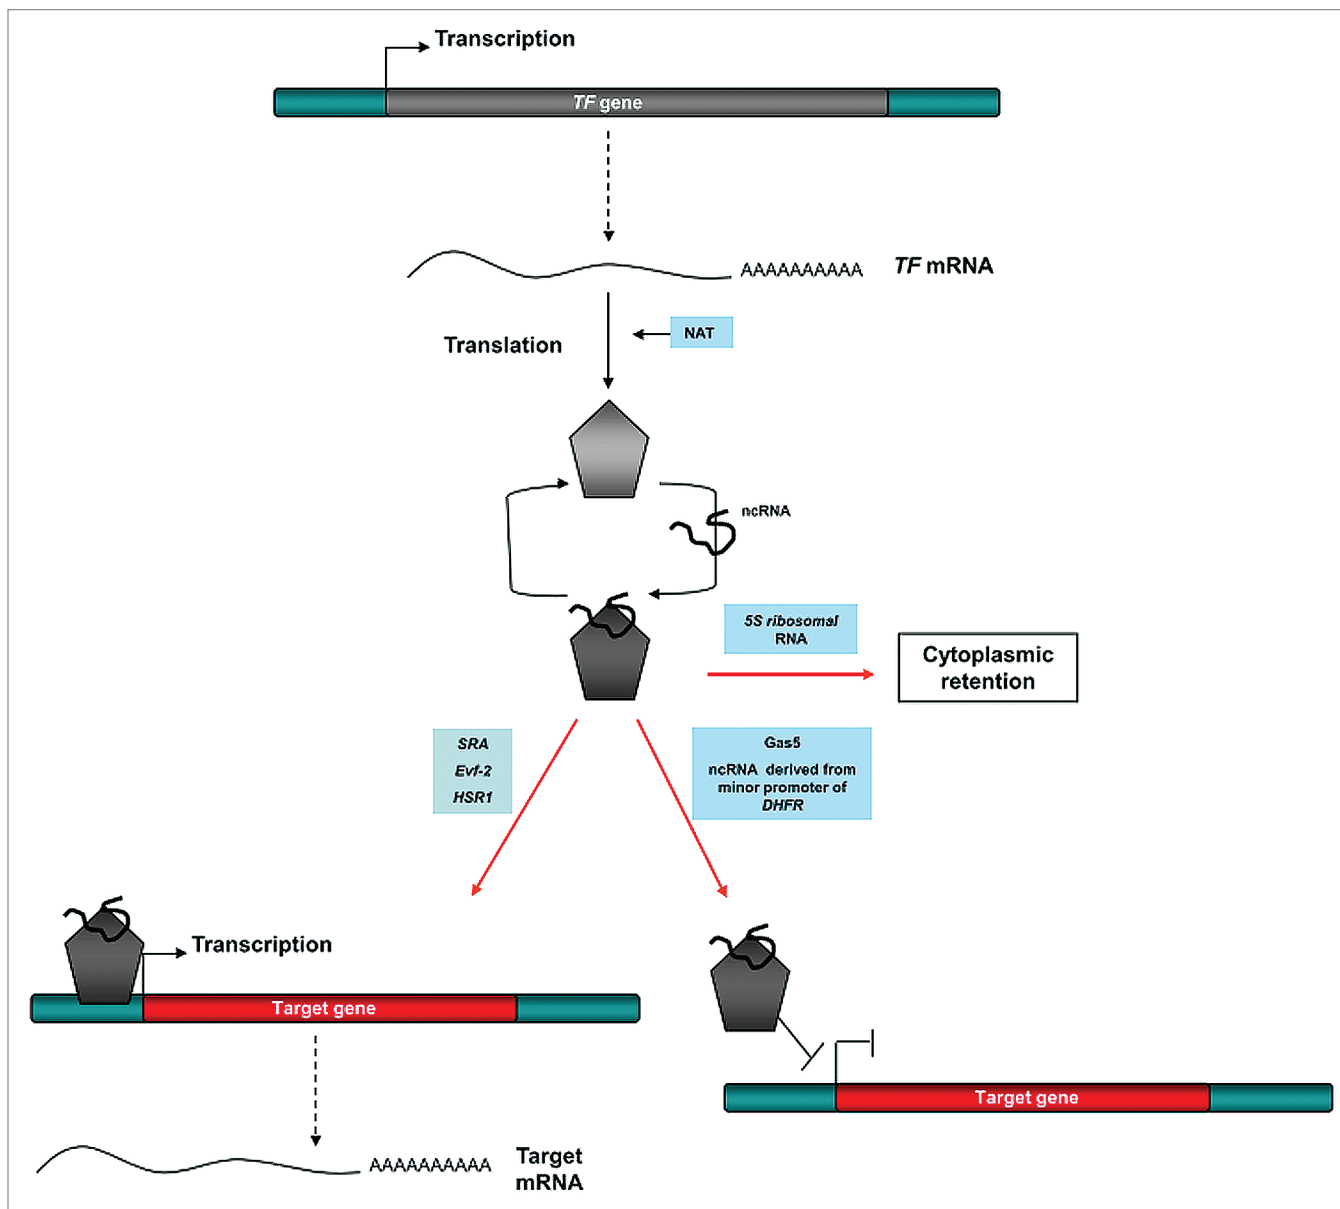 Transcription
TF gene
AAAAAAAAAA
TF mRNA
NAT
Translation
ncRNA
5S ribosomal
RNA
Cytoplasmic
retention
SRA
Evf-2
HSR1
Gas5
ncRNA derived from
minor promoter of
DHFR
Transcription
Target gene
Target gene
AAAAAAAAAA
Target
mRNA